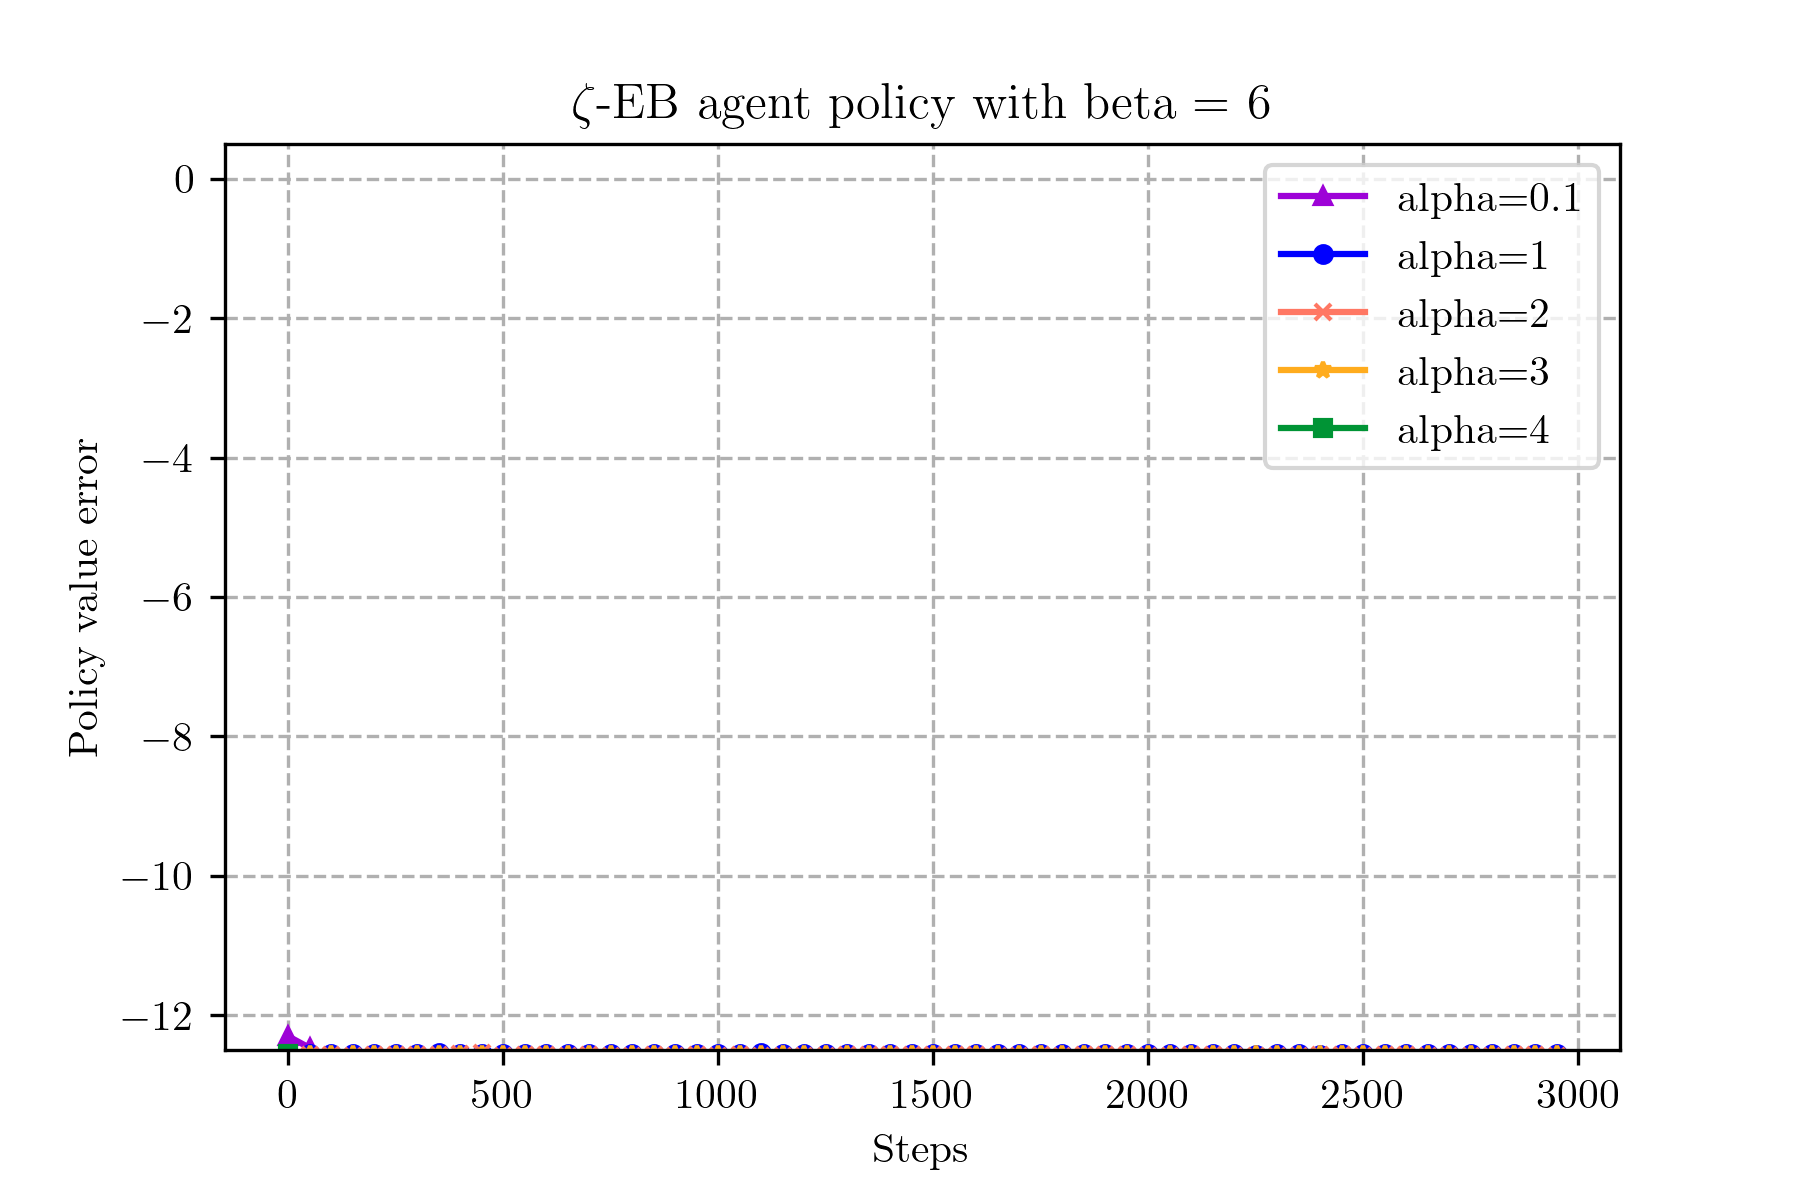 ζ-EB agent policy with beta = 6
0
−2
−4
−6
−8
−10
−12
Policy value error
alpha=0.1
alpha=1
alpha=2
alpha=3
alpha=4
0 500 1000 1500 2000 2500 3000
Steps